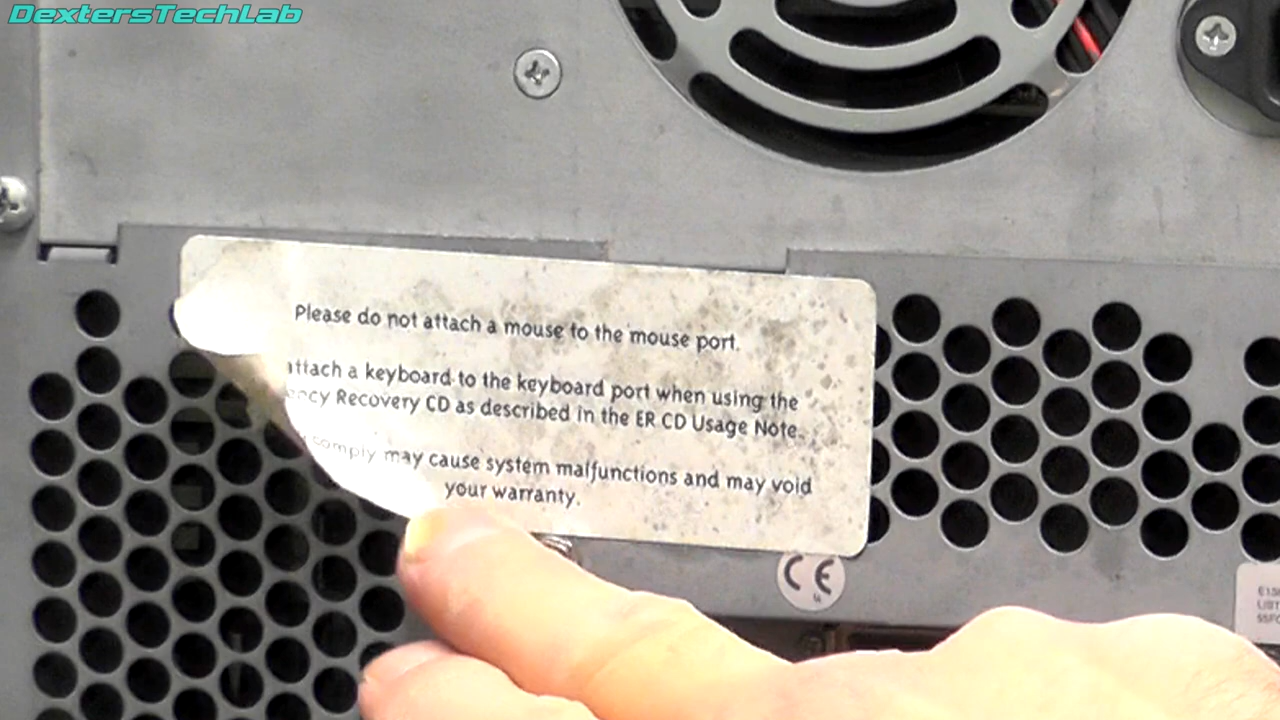 DextersTechLab
Please do not attach a mouse to the mouse port.
attach a keyboard to the keyboard port when using the
Recovery CD as described in the ER CD Usage Note.
comply may cause system malfunctions and may void
your warranty.
CE